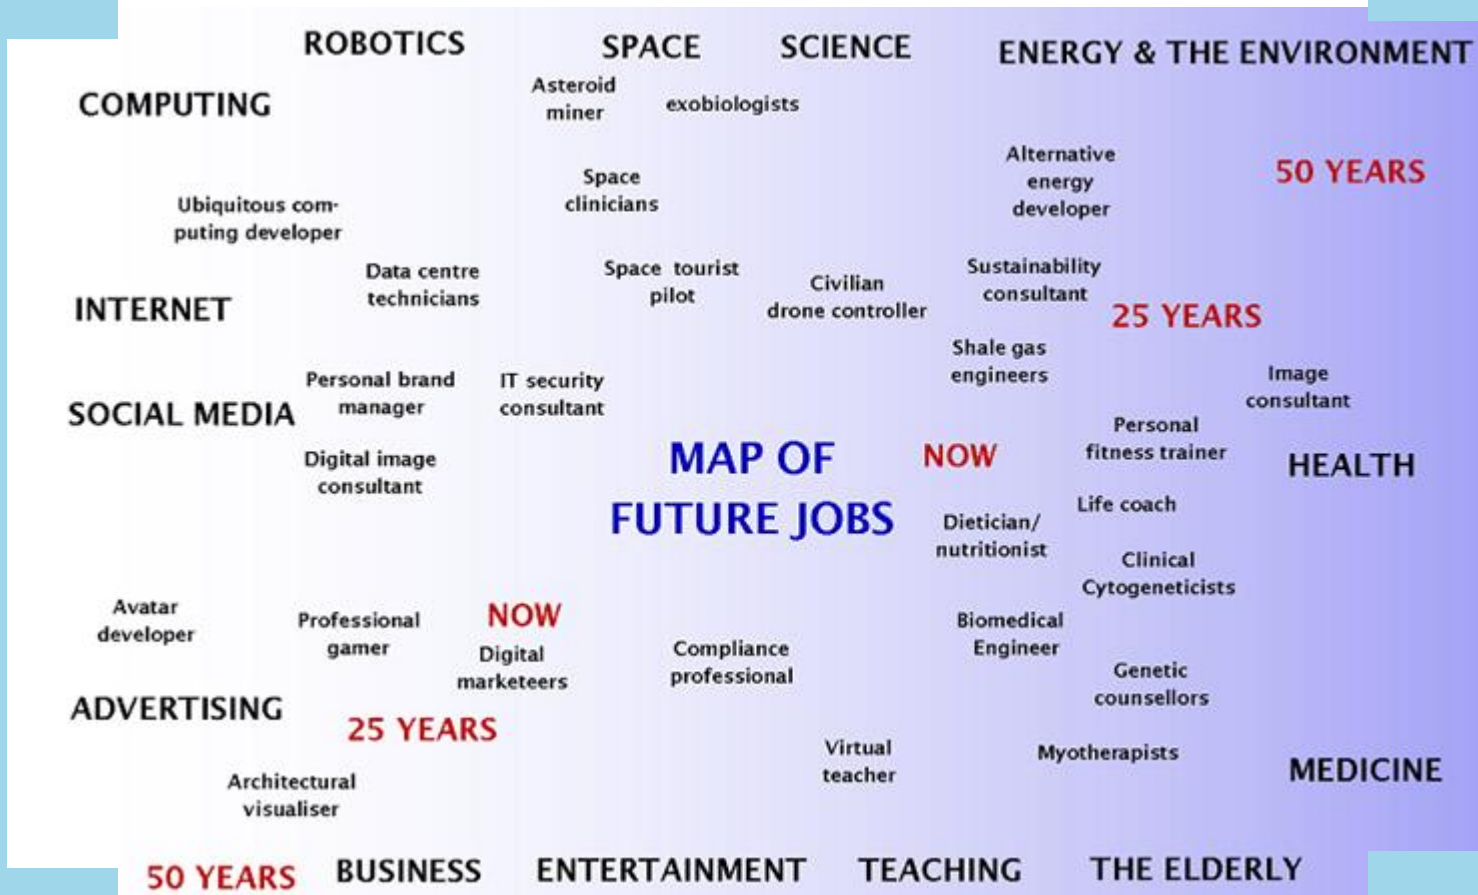 ROBOTICS
SPACE
SCIENCE
ENERGY & THE ENVIRONMENT
COMPUTING
Asteroid
miner
exobiologists
Alternative
energy
developer
50 YEARS
Space
clinicians
Ubiquitous com-
puting developer
Data centre
technicians
Space tourist
pilot
Civilian
drone controller
Sustainability
consultant
INTERNET
25 YEARS
Shale gas
engineers
Image
consultant
Personal brand
manager
IT security
consultant
SOCIAL MEDIA
Personal
fitness trainer
Digital image
consultant
MAP OF
FUTURE JOBS
NOW
HEALTH
Life coach
Dietician/
nutritionist
Clinical
Cytogeneticists
Avatar
developer
Professional
gamer
NOW
Digital
marketeers
Compliance
professional
Biomedical
Engineer
Genetic
counsellors
ADVERTISING
25 YEARS
Virtual
teacher
Myotherapists
MEDICINE
Architectural
visualiser
50 YEARS
BUSINESS
ENTERTAINMENT
TEACHING
THE ELDERLY